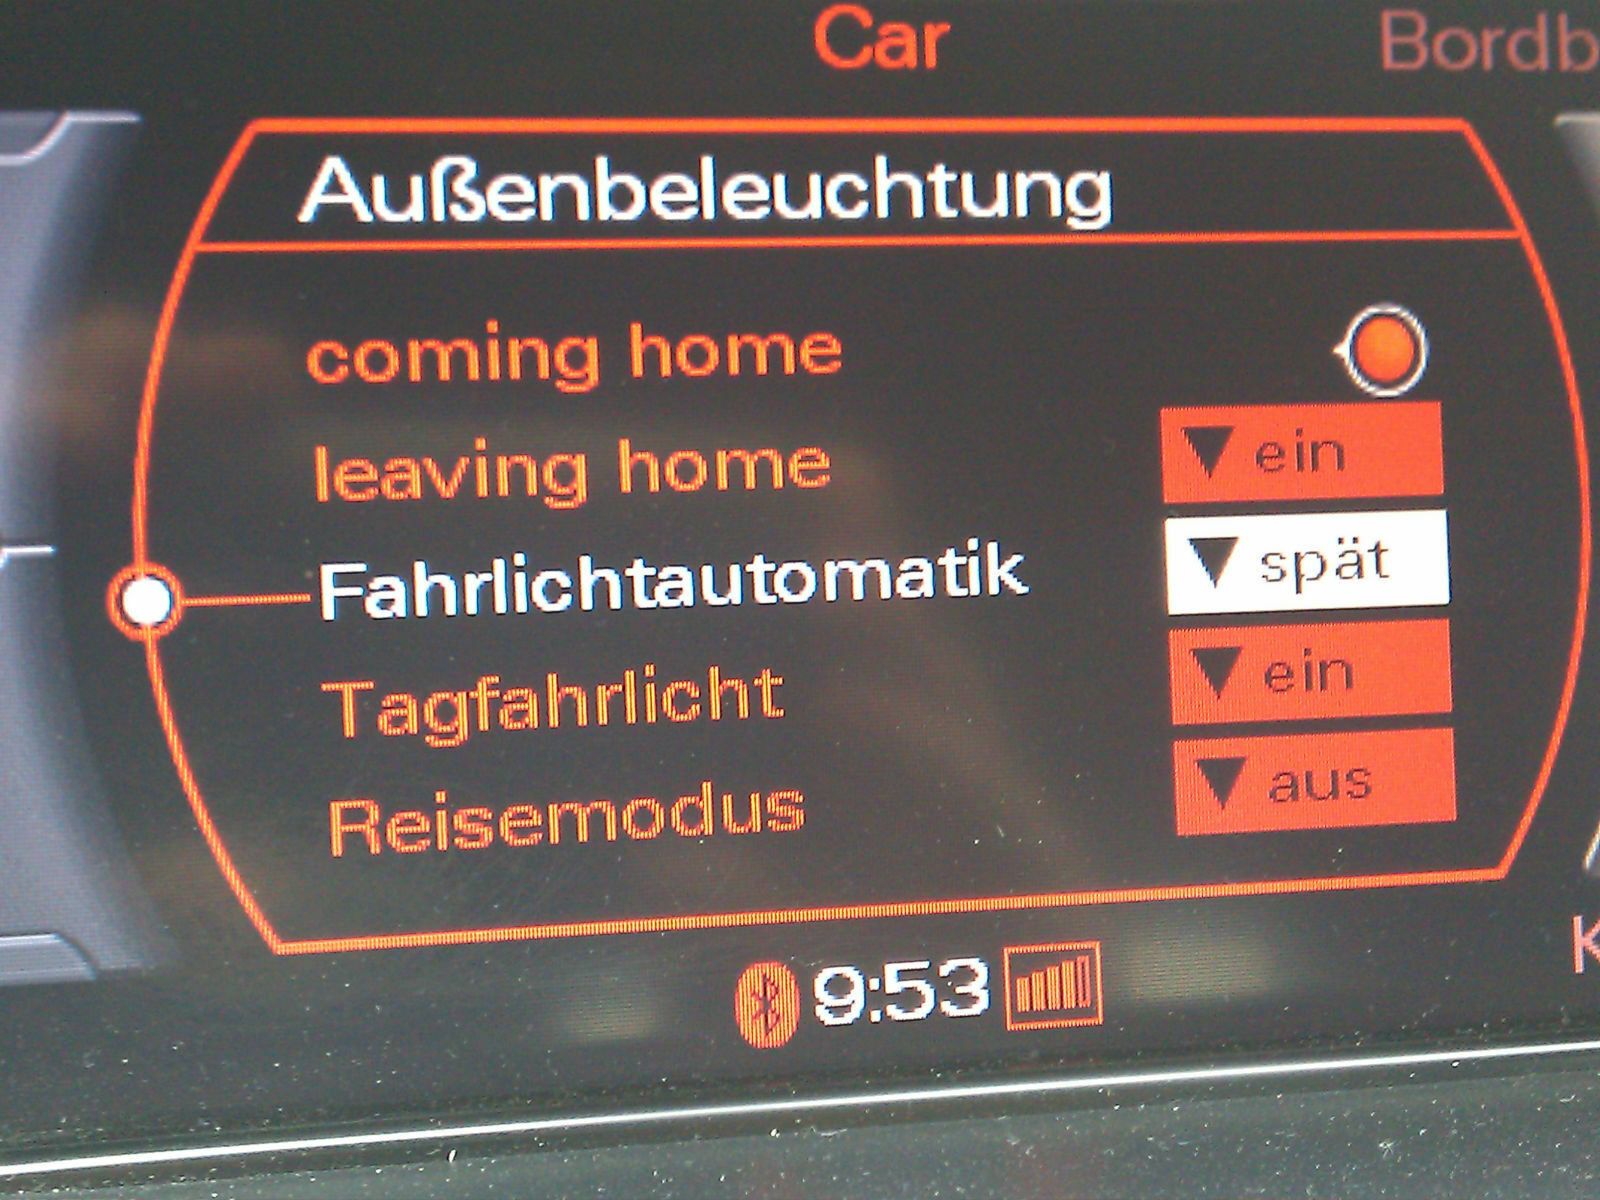 Car
Außenbeleuchtung
coming home
leaving home ein
Fahrlichtautomatik spät
Tagfahrlicht ein
Reisemodus aus
9:53